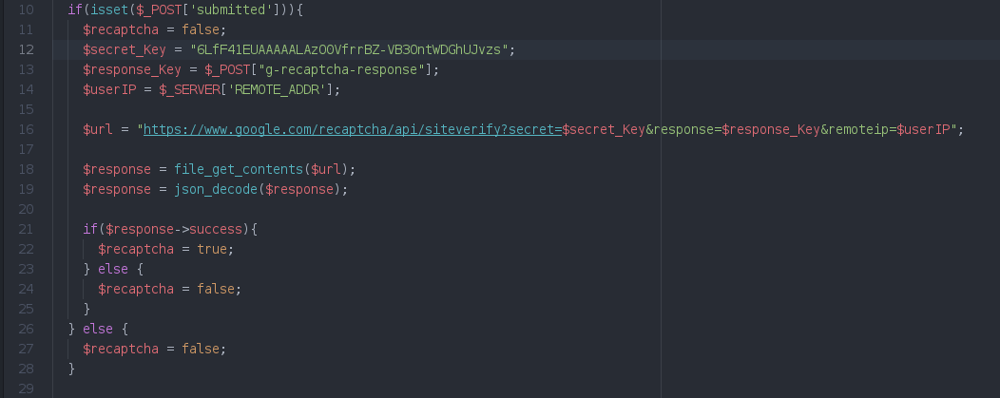 10 if(isset($_POST['submitted'])){
11 $recaptcha = false;
12 $secret_Key = "6LfF41EUAAAAALAzOOVfrrBZ-VB3OntWDGhUJvzs";
13 $response_Key = $_POST["g-recaptcha-response"];
14 $userIP = $_SERVER['REMOTE_ADDR'];
15
16 $url = "https://www.google.com/recaptcha/api/siteverify?secret=$secret_Key&response=$response_Key&remoteip=$userIP";
17
18 $response = file_get_contents($url);
19 $response = json_decode($response);
20
21 if($response->success){
22 $recaptcha = true;
23 } else {
24 $recaptcha = false;
25 }
26 } else {
27 $recaptcha = false;
28 }
29